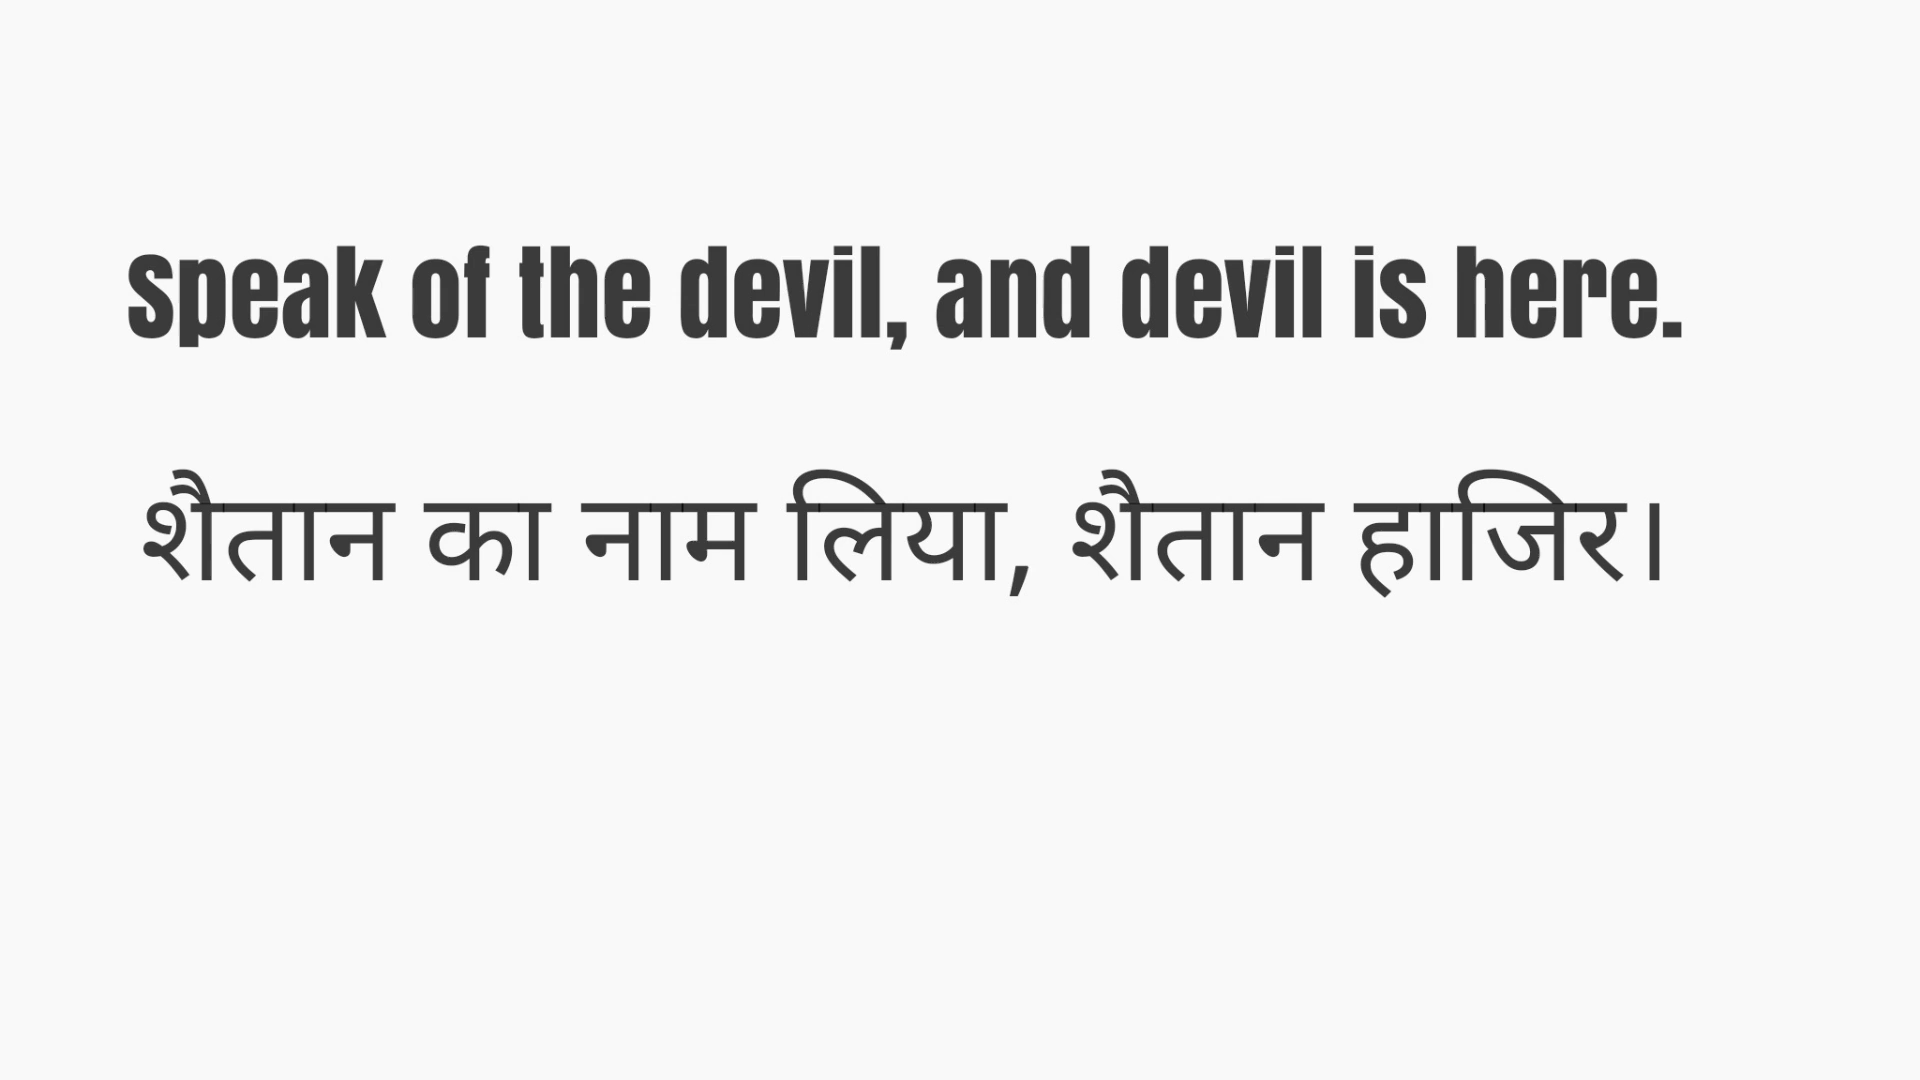 Speak of the devil, and devil is here.
शैतान का नाम लिया, शैतान हाजिर।